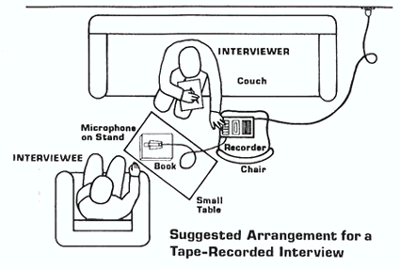 INTERVIEWER
Couch
Microphone
on Stand
Recorder
INTERVIEWEE
Book
Chair
Small
Table
Suggested Arrangement for a
Tape-Recorded Interview